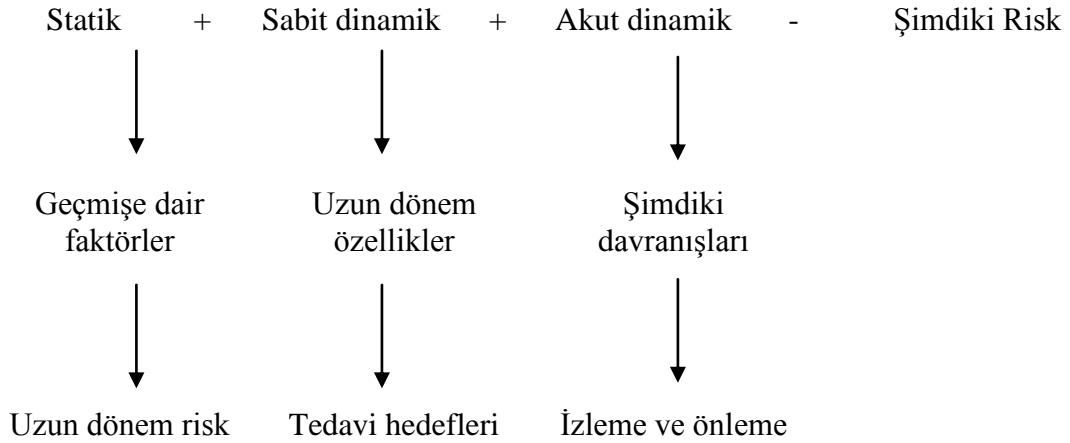 Statik + Sabit dinamik + Akut dinamik - Şimdiki Risk
Geçmişe dair Uzun dönem Şimdiki
faktörler özellikler davranışları
Uzun dönem risk Tedavi hedefleri İzleme ve önleme